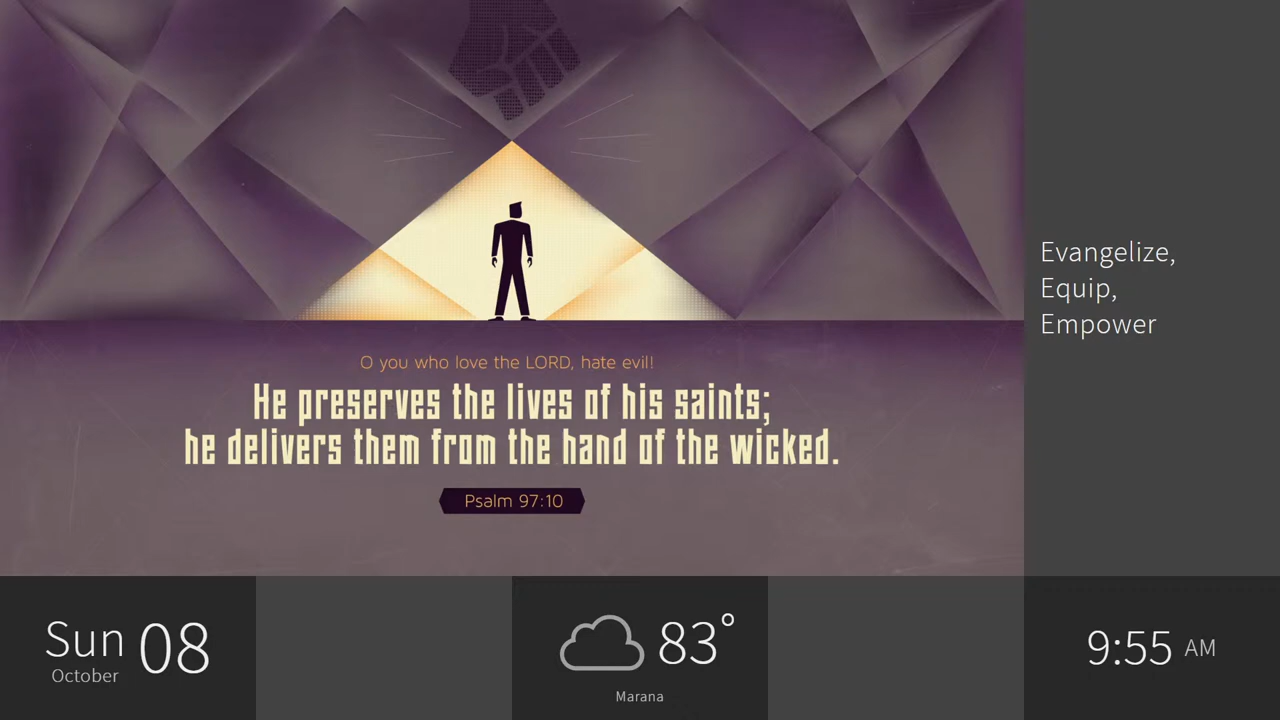 O you who love the LORD, hate evil!
He preserves the lives of his saints;
he delivers them from the hand of the wicked.
Psalm 97:10
Evangelize,
Equip,
Empower
Sun 08
October
83°
Marana
9:55 AM